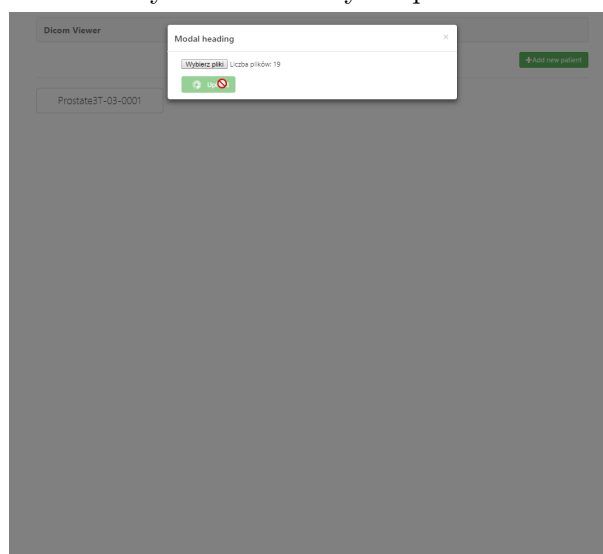 Dicom Viewer
Modal heading ×
Wybierz pliki Liczba plików: 19
+Add new patient
Prostate3T-03-0001